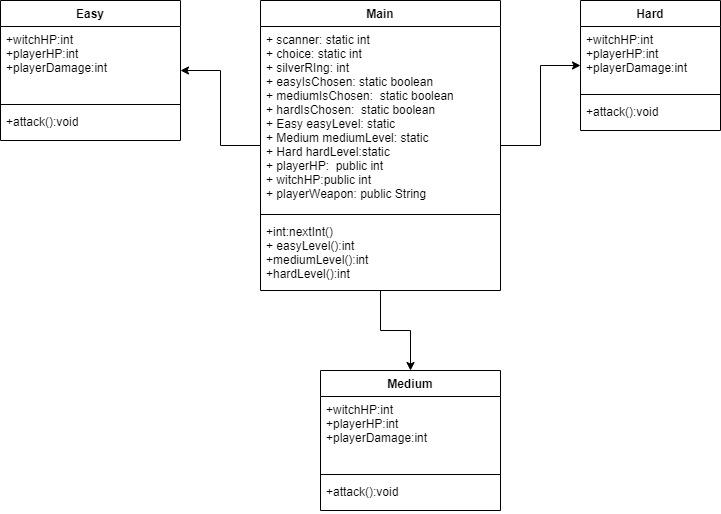 Easy
+witchHP:int
+playerHP:int
+playerDamage:int
+attack():void
Main
+ scanner: static int
+ choice: static int
+ silverRIng: int
+ easyIsChosen: static boolean
+ mediumIsChosen:  static boolean
+ hardIsChosen:  static boolean
+ Easy easyLevel: static
+ Medium mediumLevel: static
+ Hard hardLevel:static
+ playerHP:  public int
+ witchHP:public int
+ playerWeapon: public String
+int:nextInt()
+ easyLevel():int
+mediumLevel():int
+hardLevel():int
Hard
+witchHP:int
+playerHP:int
+playerDamage:int
+attack():void
Medium
+witchHP:int
+playerHP:int
+playerDamage:int
+attack():void